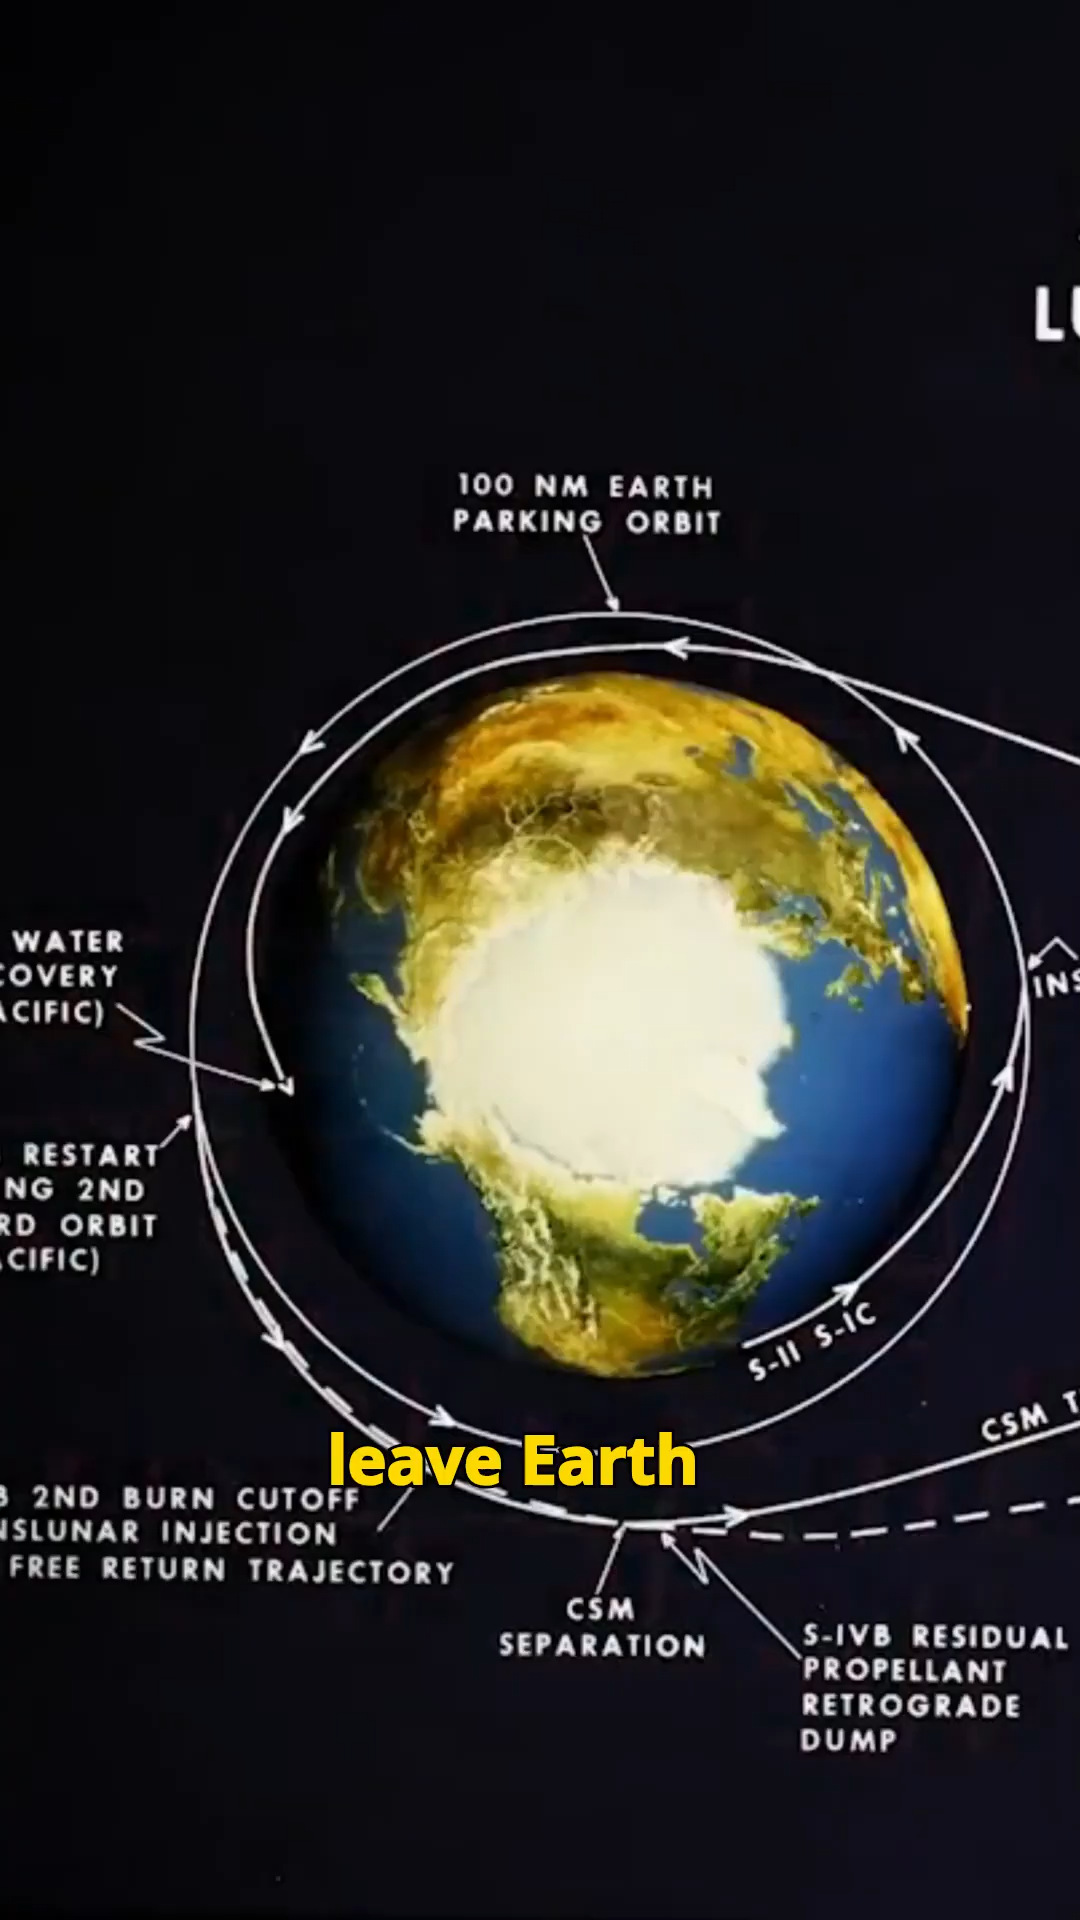 LU
100 NM EARTH
PARKING ORBIT
WATER
COVERY
ACIFIC)
INS
RESTART
NG 2ND
RD ORBIT
CIFIC)
S-II S-IC
CSM T
leave Earth
B 2ND BURN CUTOFF
NSLUNAR INJECTION
FREE RETURN TRAJECTORY
CSM
SEPARATION
S-IVB RESIDUAL
PROPELLANT
RETROGRADE
DUMP